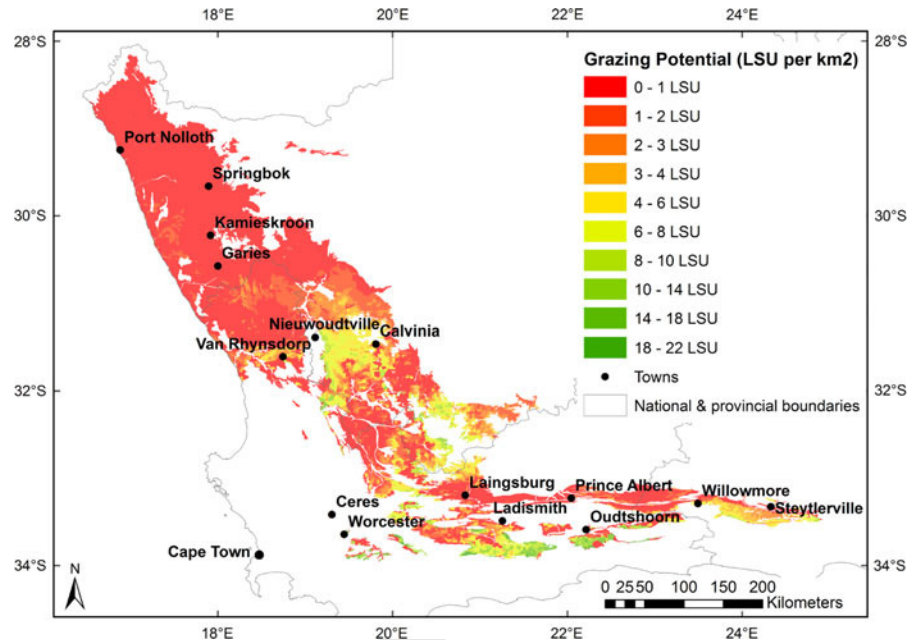 18°E 20°E 22°E 24°E
28°S
28°S
Grazing Potential (LSU per km2)
0 - 1 LSU
1 - 2 LSU
2 - 3 LSU
3 - 4 LSU
4 - 6 LSU
6 - 8 LSU
8 - 10 LSU
10 - 14 LSU
14 - 18 LSU
18 - 22 LSU
Towns
National & provincial boundaries
Port Nolloth
Springbok
30°S
30°S
Kamieskroon
Garies
Nieuwoudtville
Calvinia
Van Rhynsdorp
32°S
32°S
Laingsburg
Prince Albert
Willowmore
Steytlerville
Ceres
Ladismith
Oudtshoorn
Worcester
Cape Town
34°S
34°S
N
0 25 50 100 150 200
Kilometers
18°E 20°E 22°E 24°E